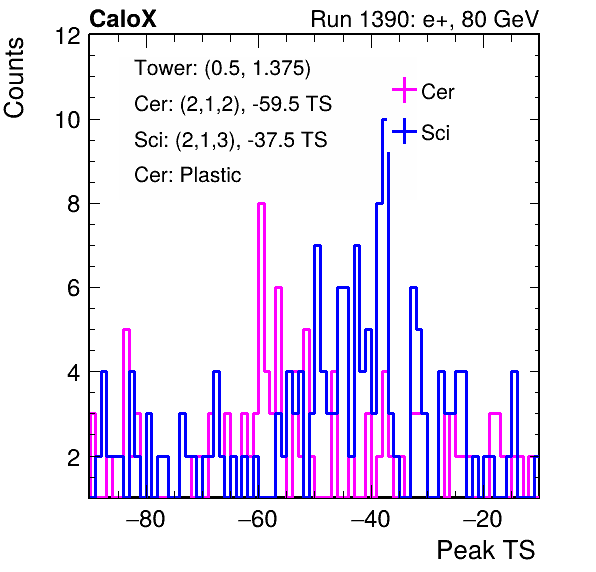 CaloX Run 1390: e+, 80 GeV
Counts
12
10
8
6
4
2
Tower: (0.5, 1.375)
Cer: (2,1,2), -59.5 TS
Sci: (2,1,3), -37.5 TS
Cer: Plastic
Cer
Sci
−80 −60 −40 −20
Peak TS